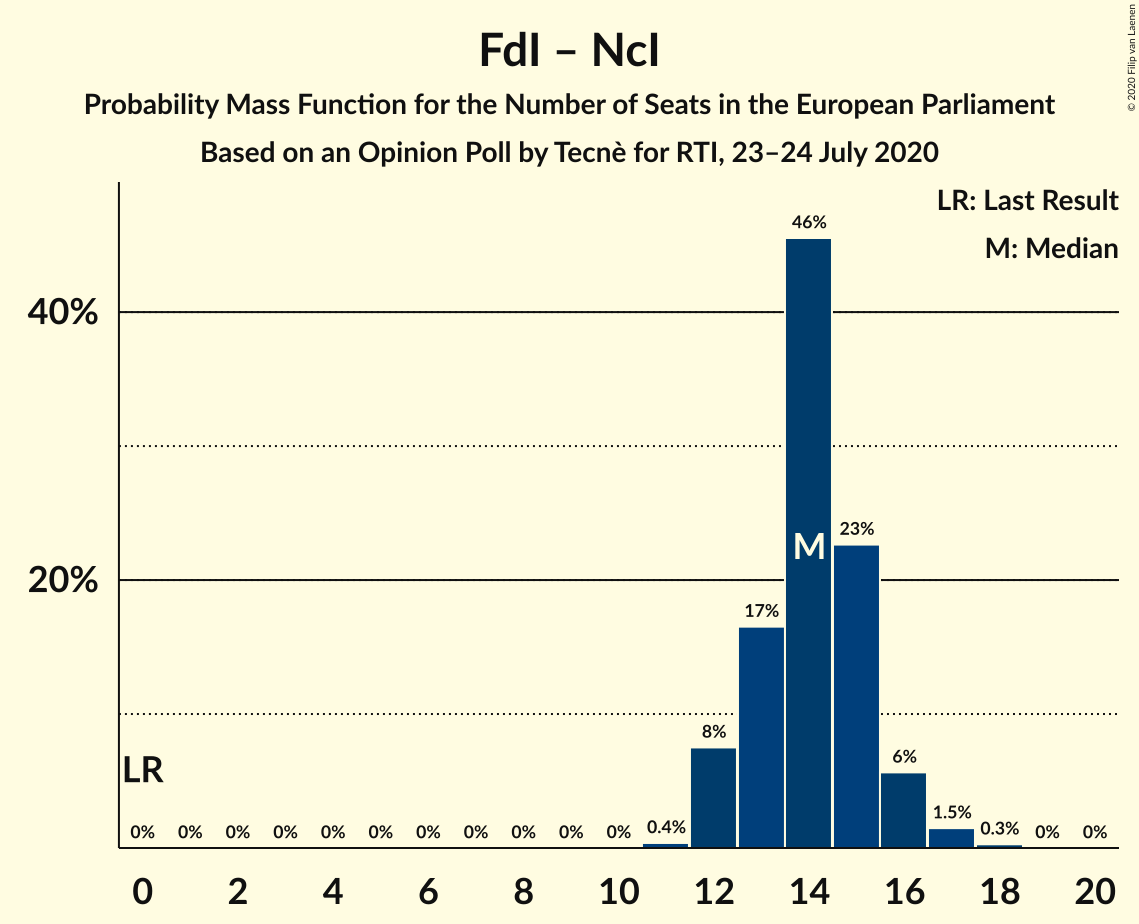 FdI – NcI
Probability Mass Function for the Number of Seats in the European Parliament
Based on an Opinion Poll by Tecnè for RTI, 23–24 July 2020
© 2020 Filip van Laenen
LR: Last Result
M: Median
46%
40%
M
23%
20%
17%
8%
LR
6%
0% 0% 0% 0% 0% 0% 0% 0% 0% 0% 0% 0.4% 1.5% 0.3% 0% 0%
0 2 4 6 8 10 12 14 16 18 20